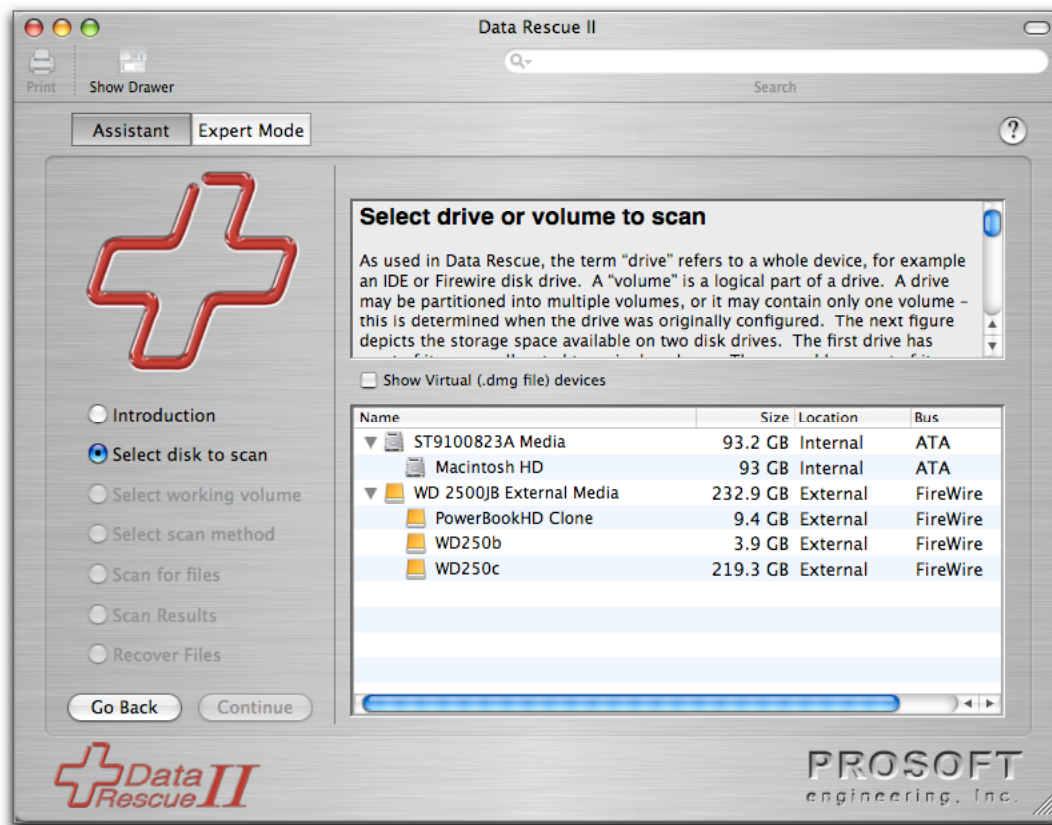 Data Rescue II
Print
Show Drawer
Search
Assistant
Expert Mode
?
Select drive or volume to scan
As used in Data Rescue, the term “drive” refers to a whole device, for example
an IDE or Firewire disk drive. A “volume” is a logical part of a drive. A drive
may be partitioned into multiple volumes, or it may contain only one volume –
this is determined when the drive was originally configured. The next figure
depicts the storage space available on two disk drives. The first drive has
Show Virtual (.dmg file) devices
Introduction
Select disk to scan
Select working volume
Select scan method
Scan for files
Scan Results
Recover Files
Go Back
Continue
Name Size Location Bus
ST9100823A Media 93.2 GB Internal ATA
Macintosh HD 93 GB Internal ATA
WD 2500JB External Media 232.9 GB External FireWire
PowerBookHD Clone 9.4 GB External FireWire
WD250b 3.9 GB External FireWire
WD250c 219.3 GB External FireWire
Data
Rescue II
PROSOFT
engineering, inc.